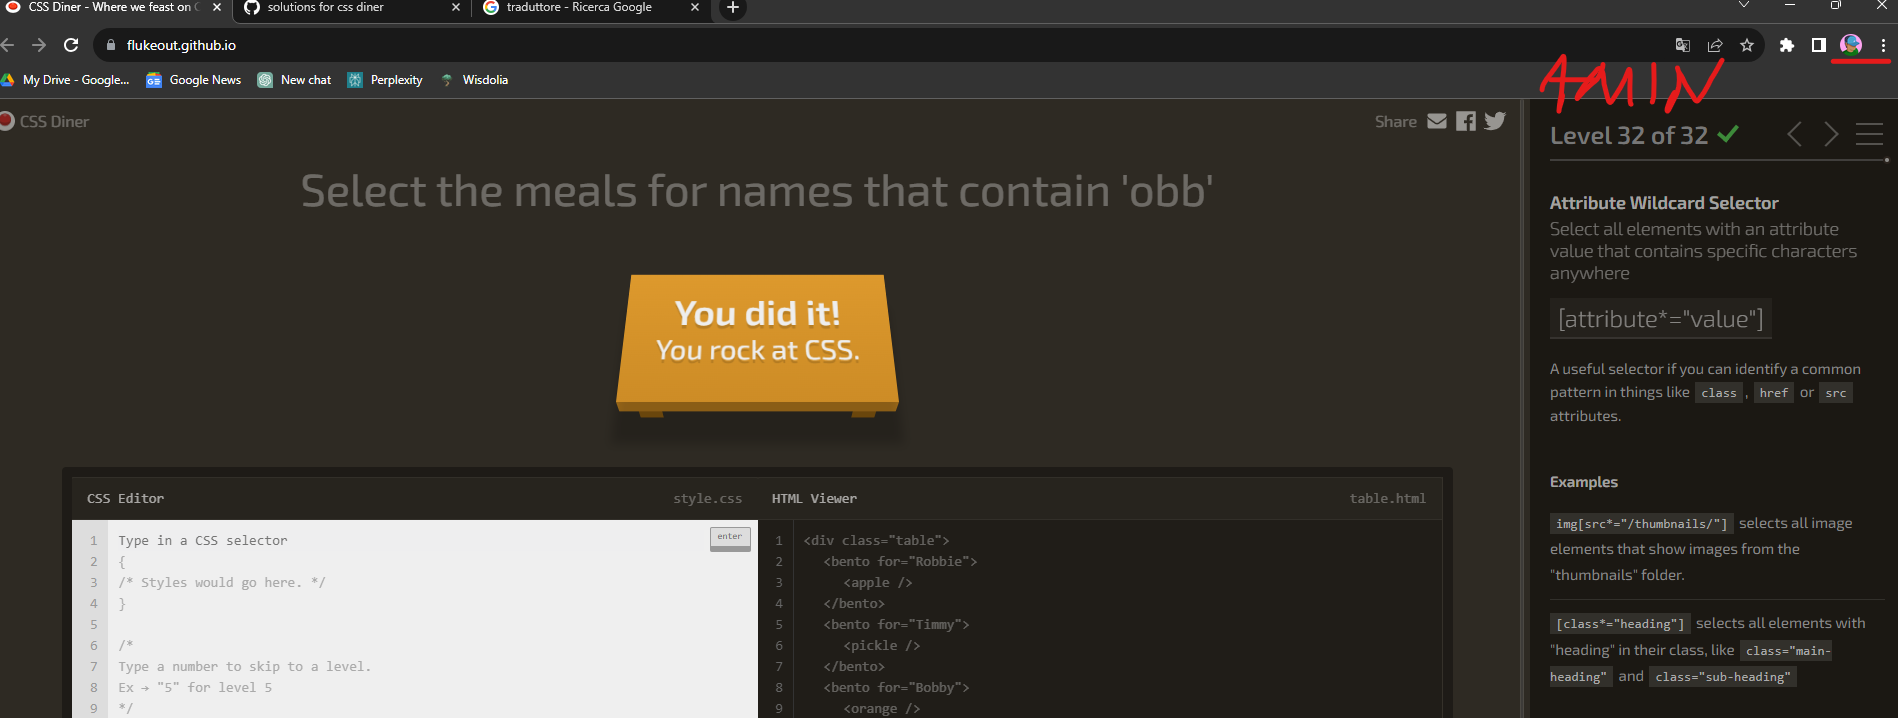 CSS Diner - Where we feast on
solutions for css diner
traduttore - Ricerca Google
flukeout.github.io
My Drive - Google...
Google News
New chat
Perplexity
Wisdolia
AMIN
CSS Diner
Share
Select the meals for names that contain 'obb'
You did it!
You rock at CSS.
CSS Editor
style.css
1 Type in a CSS selector
enter
2 {
3 /* Styles would go here. */
4 }
5
6 /*
7 Type a number to skip to a level.
8 Ex → "5" for level 5
9 */
HTML Viewer
table.html
1 <div class="table">
2 <bento for="Robbie">
3 <apple />
4 </bento>
5 <bento for="Timmy">
6 <pickle />
7 </bento>
8 <bento for="Bobby">
9 <orange />
Level 32 of 32
Attribute Wildcard Selector
Select all elements with an attribute
value that contains specific characters
anywhere
[attribute*="value"]
A useful selector if you can identify a common
pattern in things like class , href or src
attributes.
Examples
img[src*="/thumbnails/"] selects all image
elements that show images from the
"thumbnails" folder.
[class*="heading"] selects all elements with
"heading" in their class, like class="main-
heading" and class="sub-heading"